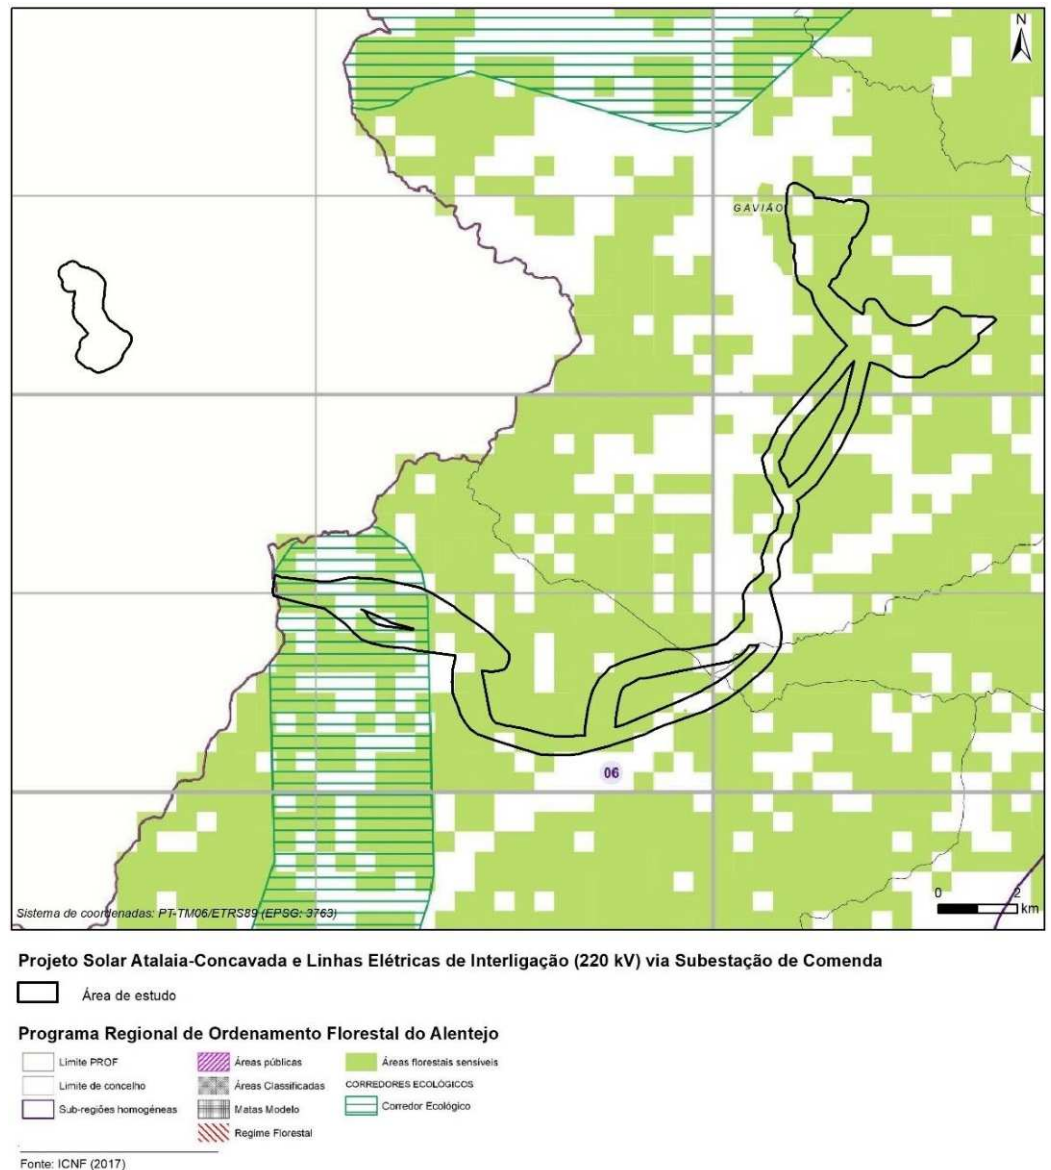 N
GAVIÃO
06
0 2
km
Sistema de coordenadas: PT-TM06/ETRS89 (EPSG: 3763)
Projeto Solar Atalaia-Concavada e Linhas Elétricas de Interligação (220 kV) via Subestação de Comenda
Área de estudo
Programa Regional de Ordenamento Florestal do Alentejo
Limite PROF
Limite de concelho
Sub-regiões homogéneas
Áreas públicas
Áreas Classificadas
Matas Modelo
Regime Florestal
Áreas florestais sensíveis
CORREDORES ECOLÓGICOS
Corredor Ecológico
Fonte: ICNF (2017)